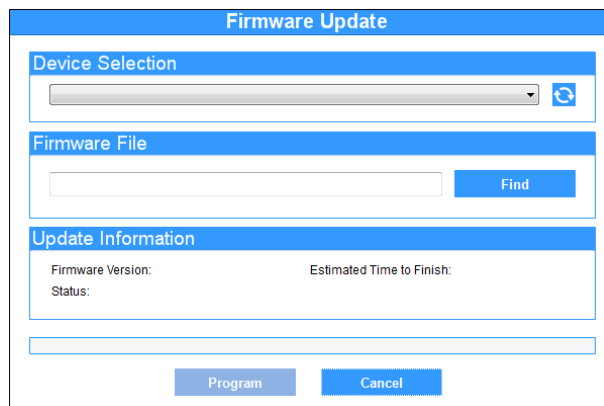 Firmware Update
Device Selection
Firmware File
Find
Update Information
Firmware Version: Estimated Time to Finish:
Status:
Program Cancel